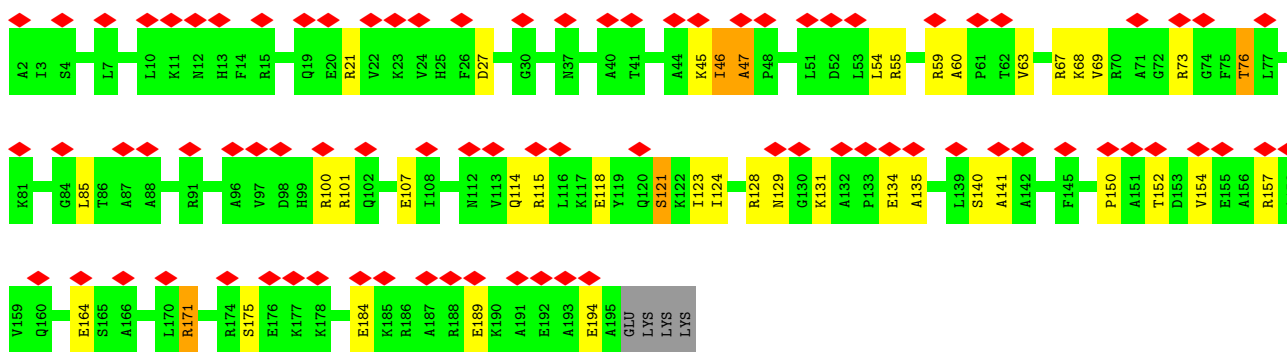 A2 I3 S4 L7 L10 K11 N12 H13 F14 R15 Q19 E20 R21 V22 K23 V24 H25 F26 D27 G30 N37 A40 T41 A44 K45 I46 A47 P48 L51 D52 L53 L54 R55 R59 A60 P61 T62 V63 R67 K68 V69 R70 A71 G72 R73 G74 F75 T76 L77
K81 G84 L85 T86 A87 A88 R91 A96 V97 D98 H99 R100 R101 Q102 E107 I108 N112 V113 Q114 R115 L116 K117 E118 Y119 Q120 S121 K122 I123 I124 R128 N129 G130 K131 A132 P133 E134 A135 L139 S140 A141 A142 F145 P150 A151 T152 D153 V154 E155 A156 R157
V159 Q160 E164 S165 A166 L170 R171 R174 S175 E176 K177 K178 E184 K185 R186 A187 R188 E189 K190 A191 E192 A193 E194 A195 GLU LYS LYS LYS